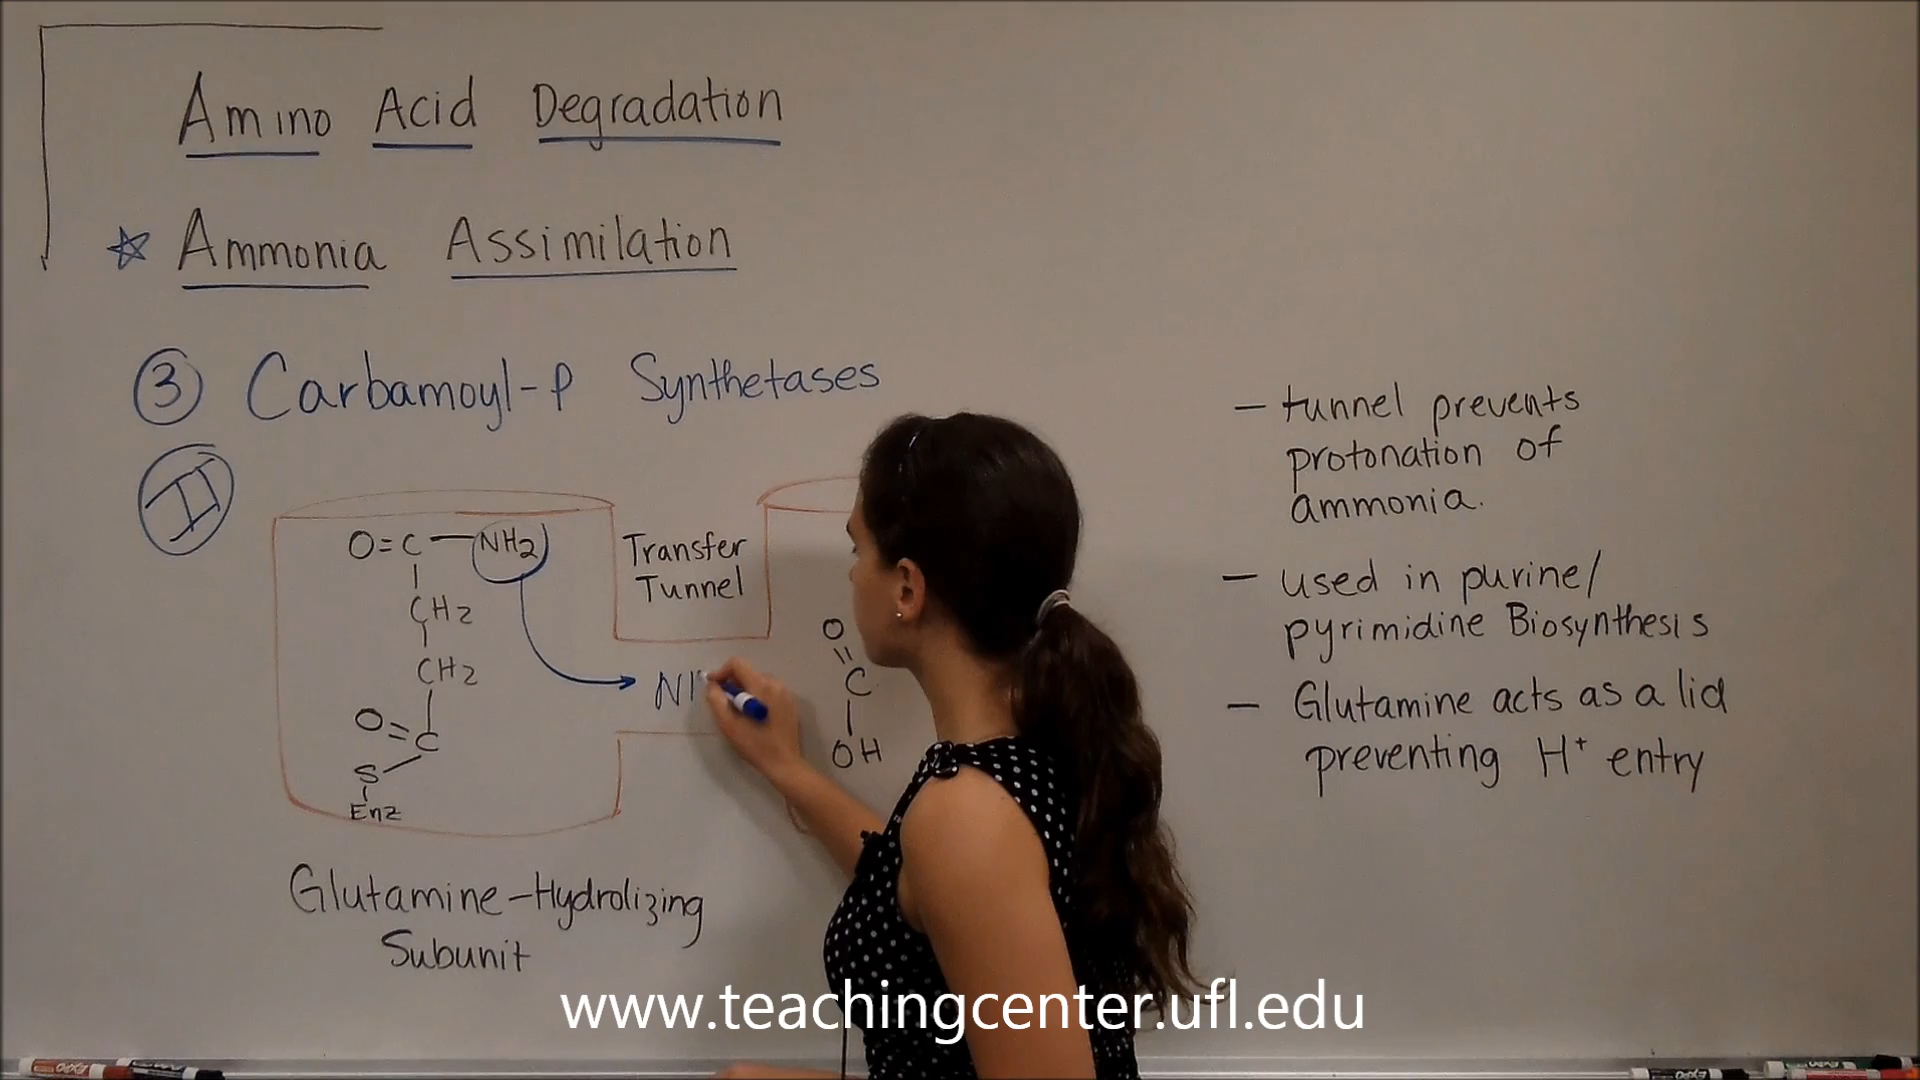 Amino Acid Degradation
☆ Ammonia Assimilation
③ Carbamoyl-P Synthetases
II
O=C—NH2
CH2
CH2
O=C
S
Enz
Transfer
Tunnel
O
C
OH
Glutamine-Hydrolizing
Subunit
- tunnel prevents
protonation of
ammonia.
- used in purine/
pyrimidine Biosynthesis
- Glutamine acts as a lid
preventing H+ entry
www.teachingcenter.ufl.edu